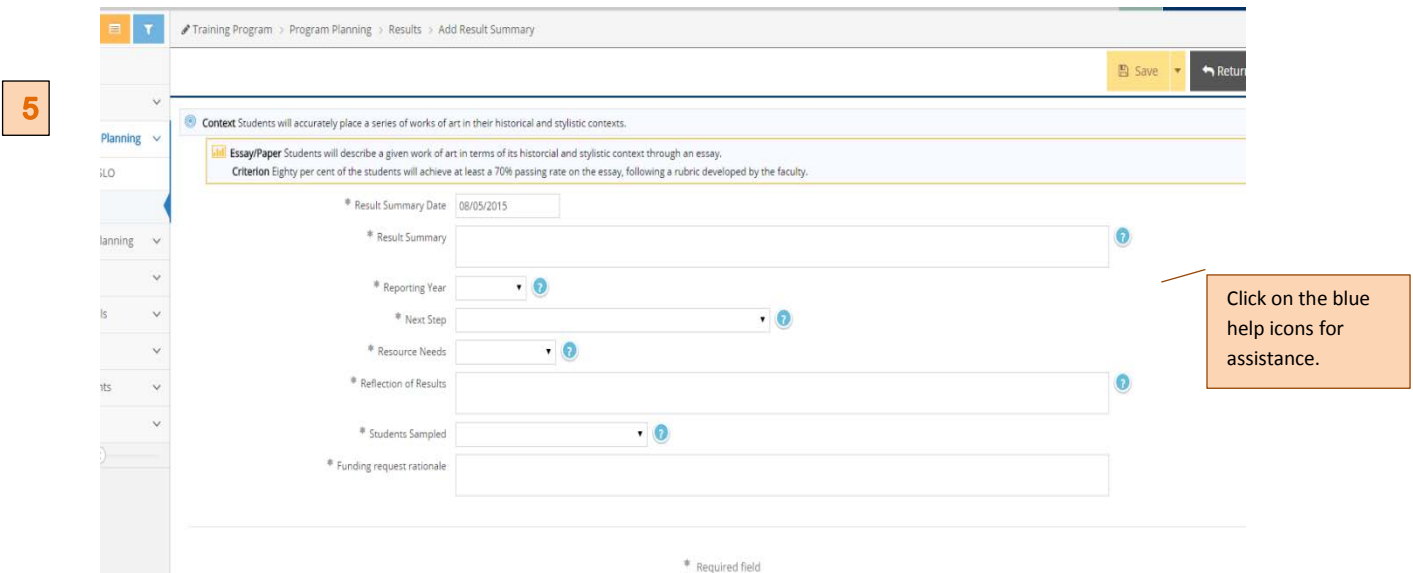 Training Program > Program Planning > Results > Add Result Summary
Save
Return
5
Context Students will accurately place a series of works of art in their historical and stylistic contexts.
Planning
Essay/Paper Students will describe a given work of art in terms of its historcial and stylistic context through an essay.
Criterion Eighty per cent of the students will achieve at least a 70% passing rate on the essay, following a rubric developed by the faculty.
SLO
* Result Summary Date 08/05/2015
* Result Summary ?
lanning
* Reporting Year ?
Click on the blue
help icons for
assistance.
* Next Step ?
ls
* Resource Needs ?
* Reflection of Results ?
nts
* Students Sampled ?
* Funding request rationale
* Required field